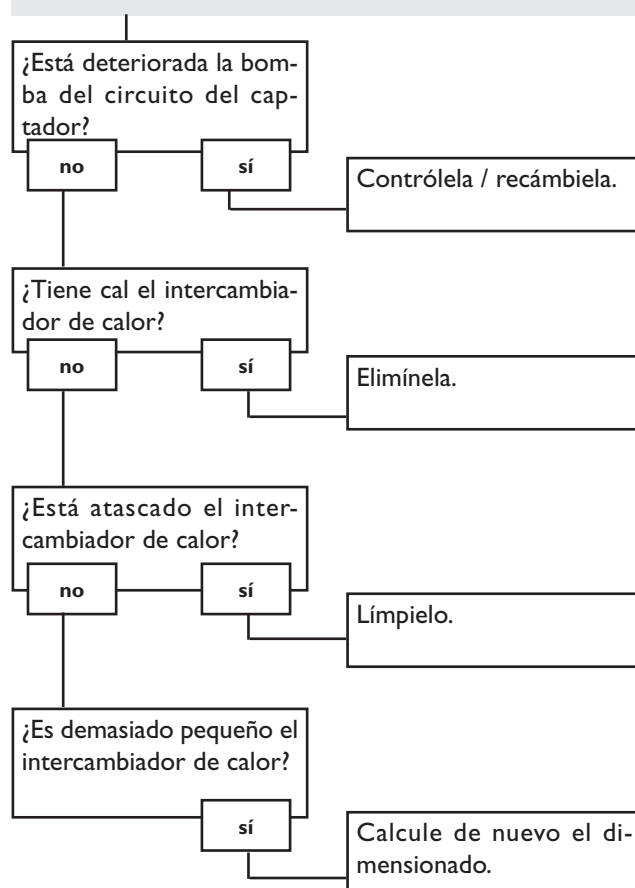 ¿Está deteriorada la bom-
ba del circuito del cap-
tador?
no
sí
Contrólela / recámbiela.
¿Tiene cal el intercambia-
dor de calor?
no
sí
Elimínela.
¿Está atascado el inter-
cambiador de calor?
no
sí
Límpielo.
¿Es demasiado pequeño el
intercambiador de calor?
sí
Calcule de nuevo el di-
mensionado.